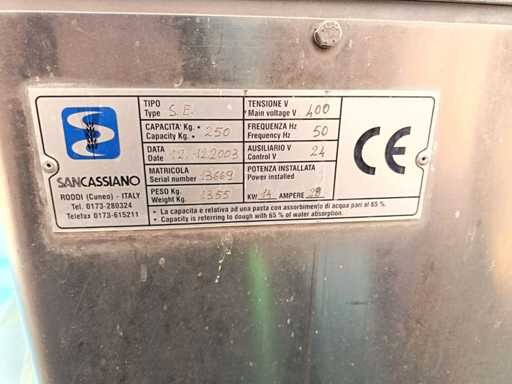 TIPO
Type S.E.
TENSIONE V
Main voltage V 400
CAPACITA' Kg. *
Capacity Kg. * 250
FREQUENZA Hz
Frequency Hz 50
DATA
Date 12.2003
AUSILIARIO V
Control V 24
MATRICOLA
Serial number 13669
POTENZA INSTALLATA
Power installed
PESO Kg.
Weight Kg. 1355
KW 14 AMPERE 28
SANCASSIANO
RODDI (Cuneo) - ITALY
Tel. 0173-280324
Telefax 0173-615211
CE
* La capacita e relativa ad una pasta con assorbimento di acqua pari al 65 %.
* Capacity is referring to dough with 65 % of water absorption.